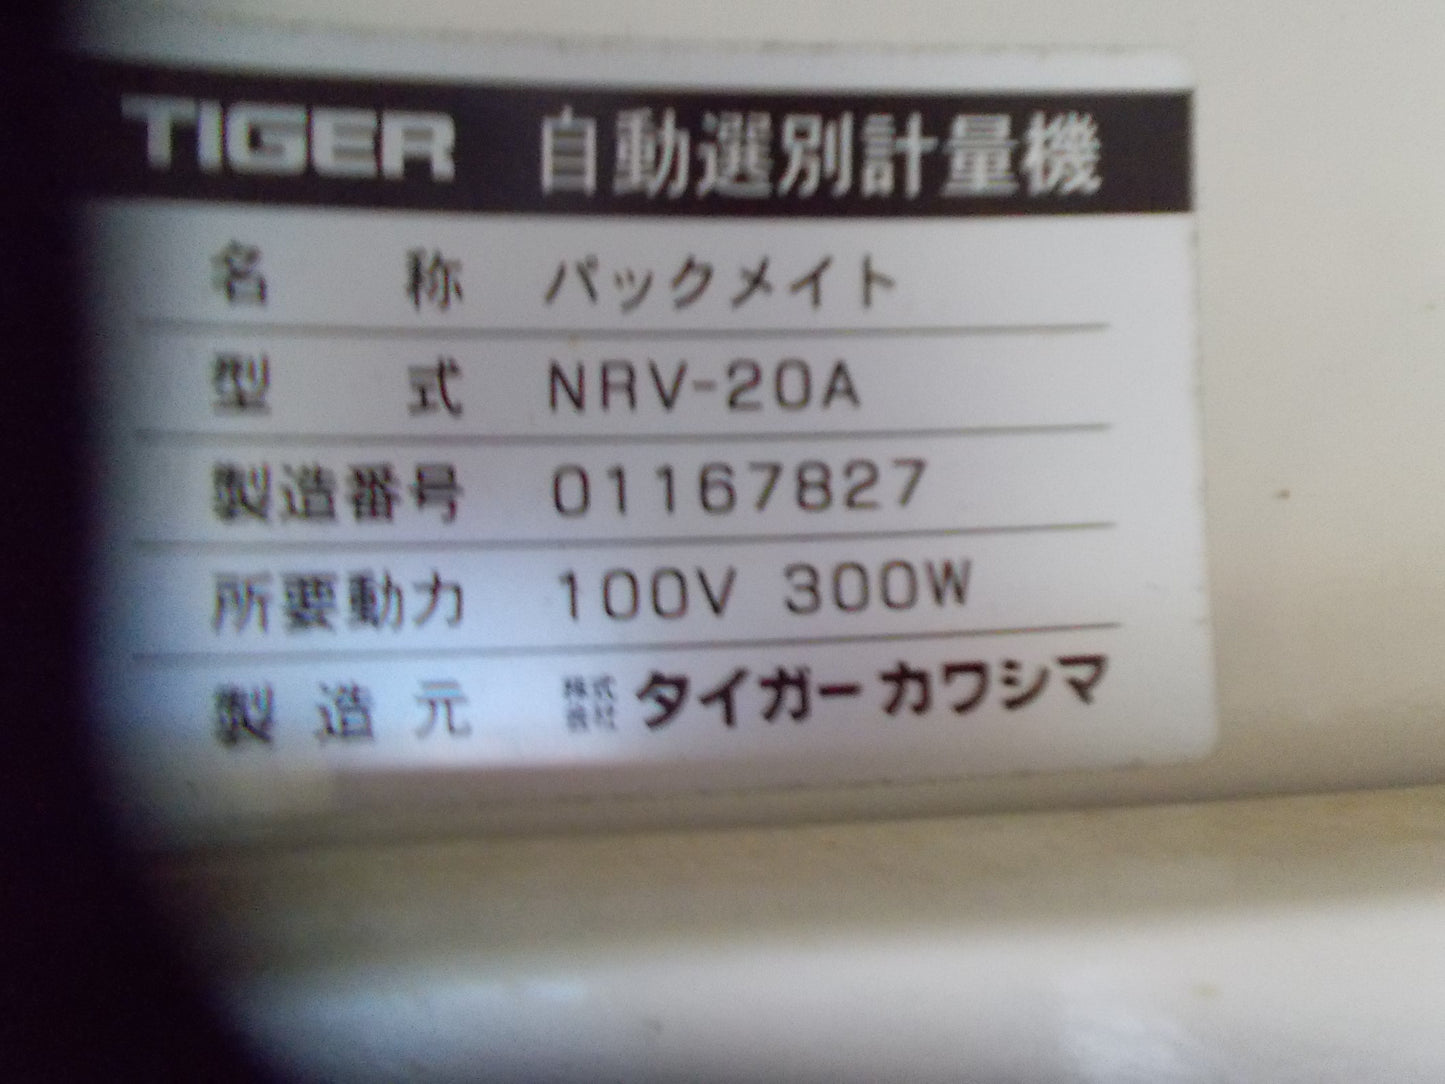 TIGER 自動選別計量機
名称 パックメイト
型式 NRV-20A
製造番号 01167827
所要動力 100V 300W
製造元 株式会社 タイガーカワシマ